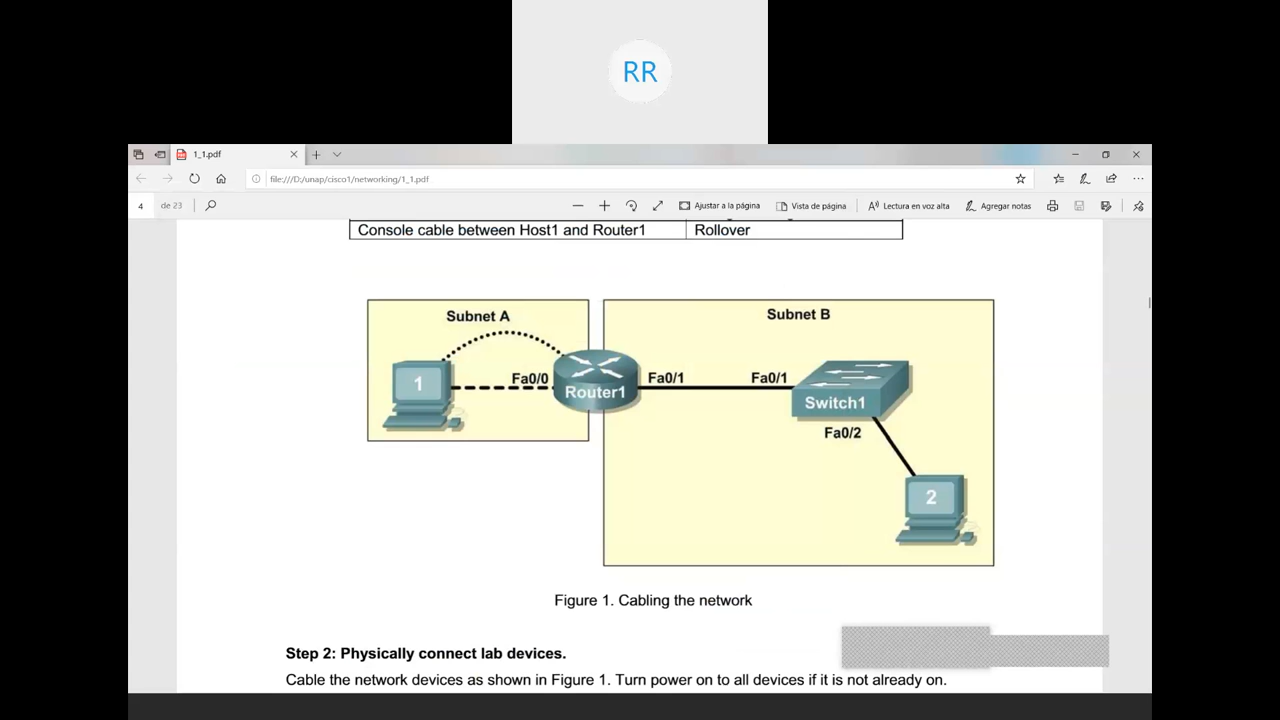 RR
1_1.pdf
file:///D:/unap/cisco1/networking/1_1.pdf
4 de 23
Ajustar a la página
Vista de página
Lectura en voz alta
Agregar notas
Console cable between Host1 and Router1 Rollover
Subnet A
Subnet B
1
Fa0/0
Router1
Fa0/1
Fa0/1
Switch1
Fa0/2
2
Figure 1. Cabling the network
Step 2: Physically connect lab devices.
Cable the network devices as shown in Figure 1. Turn power on to all devices if it is not already on.